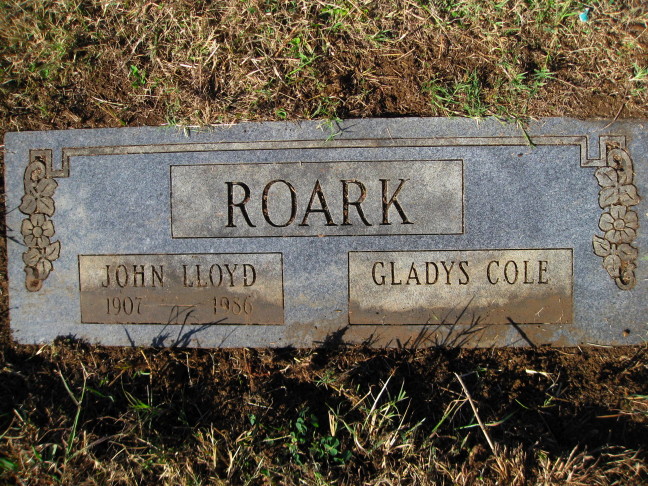 ROARK
JOHN LLOYD
1907 — 1986
GLADYS COLE